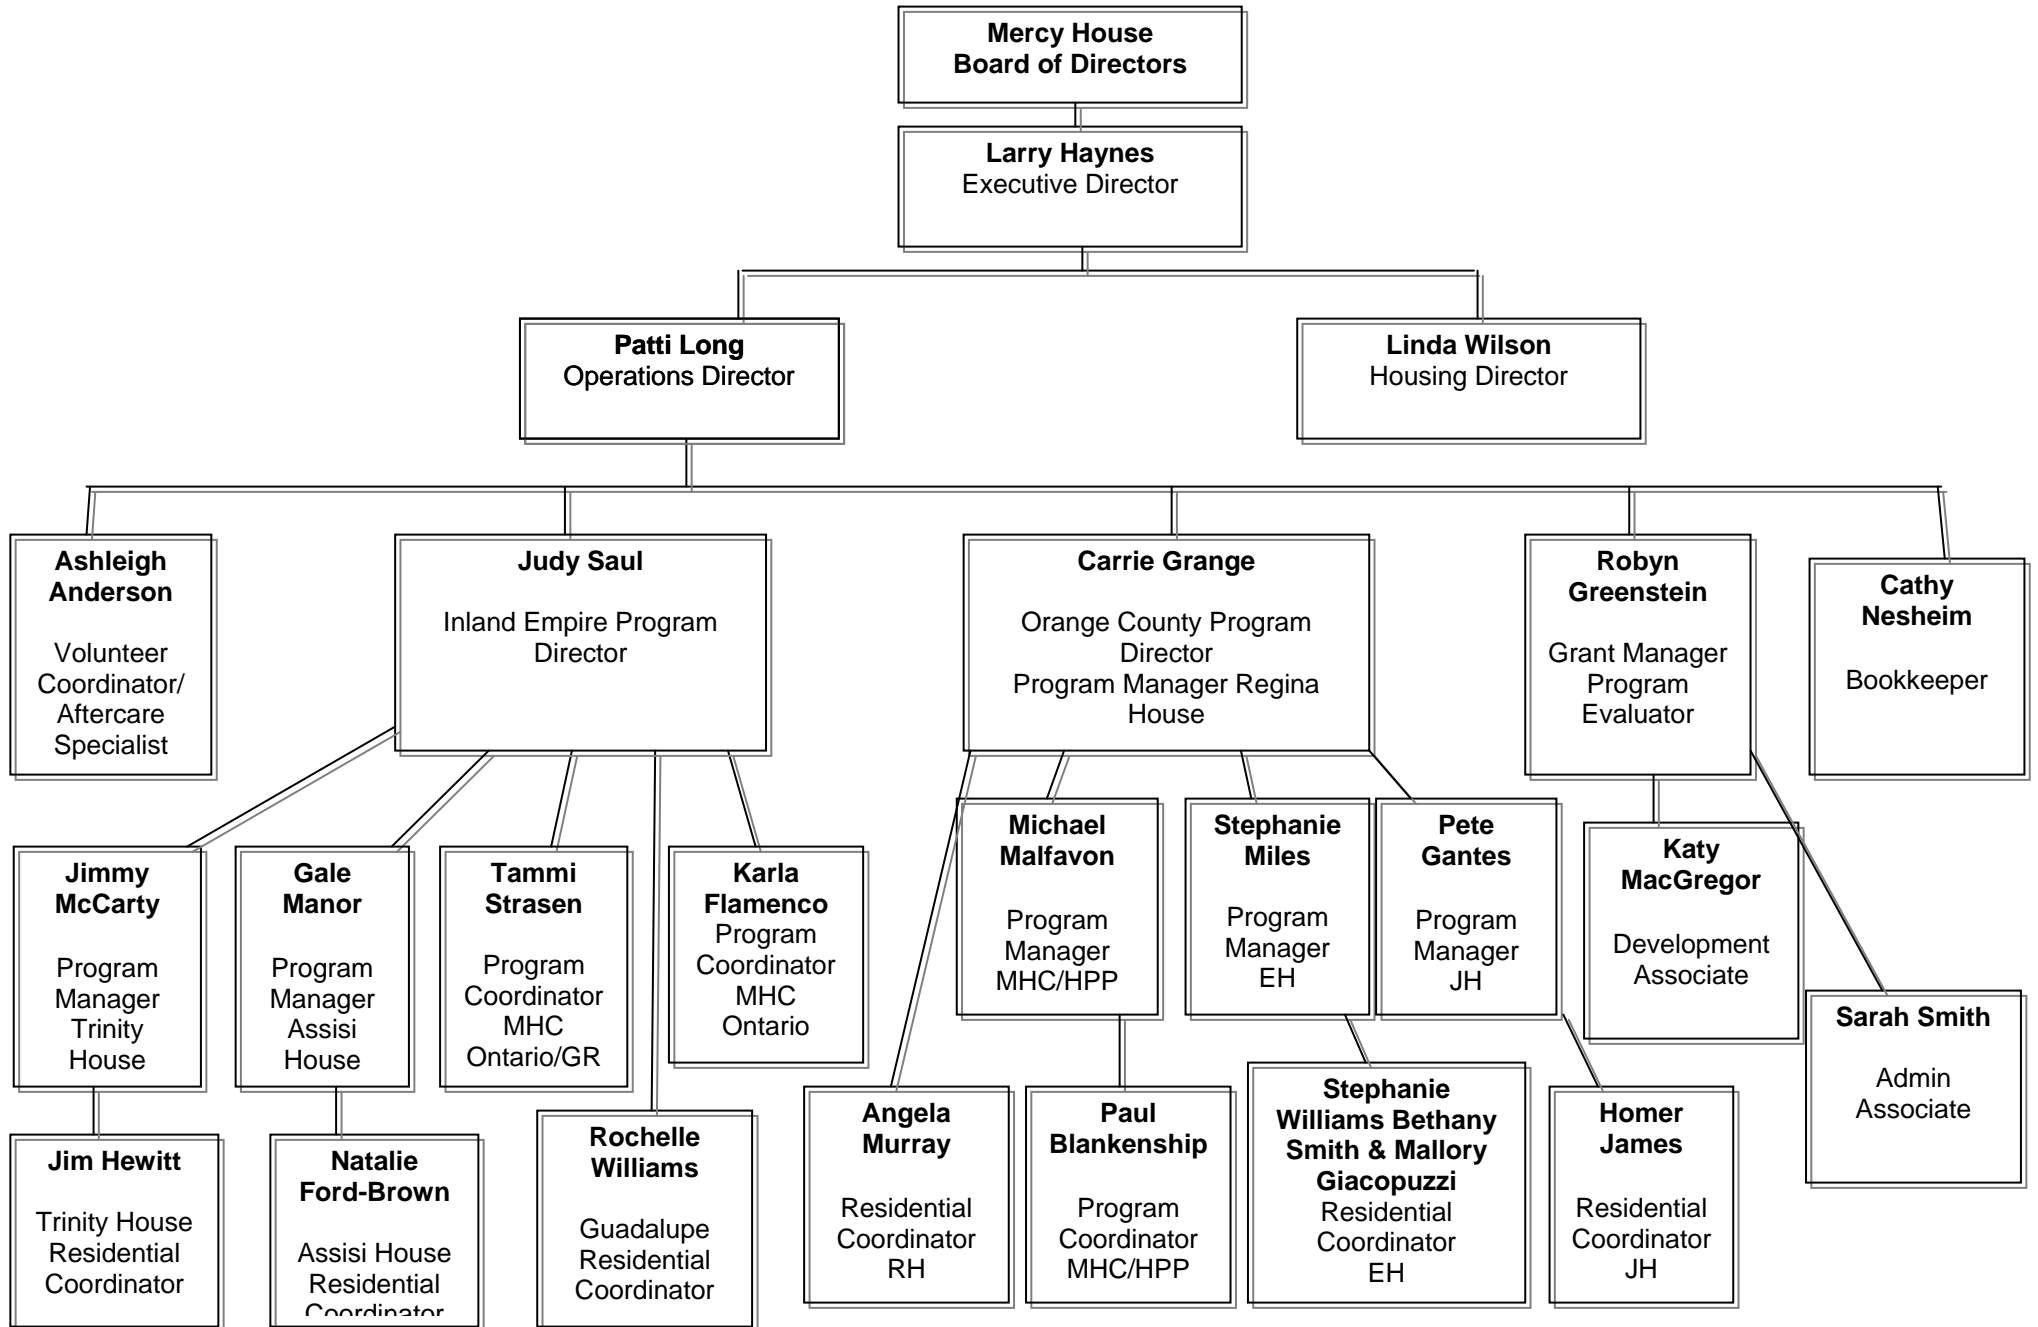 Mercy House
Board of Directors
Larry Haynes
Executive Director
Patti Long
Operations Director
Linda Wilson
Housing Director
Ashleigh
Anderson
Volunteer
Coordinator/
Aftercare
Specialist
Judy Saul
Inland Empire Program
Director
Carrie Grange
Orange County Program
Director
Program Manager Regina
House
Robyn
Greenstein
Grant Manager
Program
Evaluator
Cathy
Nesheim
Bookkeeper
Jimmy
McCarty
Program
Manager
Trinity
House
Gale
Manor
Program
Manager
Assisi
House
Tammi
Strasen
Program
Coordinator
MHC
Ontario/GR
Karla
Flamenco
Program
Coordinator
MHC
Ontario
Michael
Malfavon
Program
Manager
MHC/HPP
Stephanie
Miles
Program
Manager
EH
Pete
Gantes
Program
Manager
JH
Katy
MacGregor
Development
Associate
Sarah Smith
Admin
Associate
Jim Hewitt
Trinity House
Residential
Coordinator
Natalie
Ford-Brown
Assisi House
Residential
Coordinator
Rochelle
Williams
Guadalupe
Residential
Coordinator
Angela
Murray
Residential
Coordinator
RH
Paul
Blankenship
Program
Coordinator
MHC/HPP
Stephanie
Williams Bethany
Smith & Mallory
Giacopuzzi
Residential
Coordinator
EH
Homer
James
Residential
Coordinator
JH